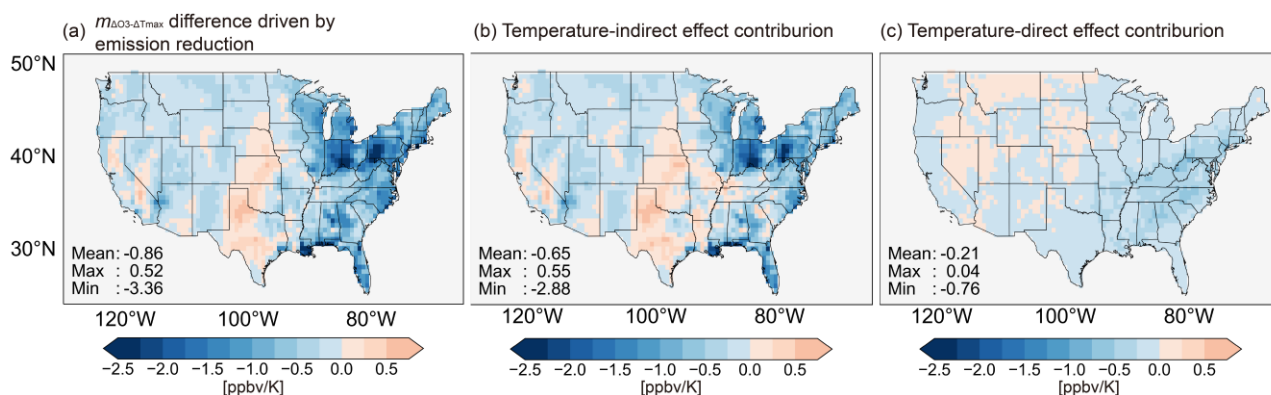 (a) mΔO3-ΔTmax difference driven by
emission reduction
(b) Temperature-indirect effect contriburion
(c) Temperature-direct effect contriburion
50°N
40°N
30°N
Mean: -0.86
Max : 0.52
Min : -3.36
Mean: -0.65
Max : 0.55
Min : -2.88
Mean: -0.21
Max : 0.04
Min : -0.76
120°W 100°W 80°W
120°W 100°W 80°W
120°W 100°W 80°W
−2.5 −2.0 −1.5 −1.0 −0.5 0.0 0.5
[ppbv/K]
−2.5 −2.0 −1.5 −1.0 −0.5 0.0 0.5
[ppbv/K]
−2.5 −2.0 −1.5 −1.0 −0.5 0.0 0.5
[ppbv/K]